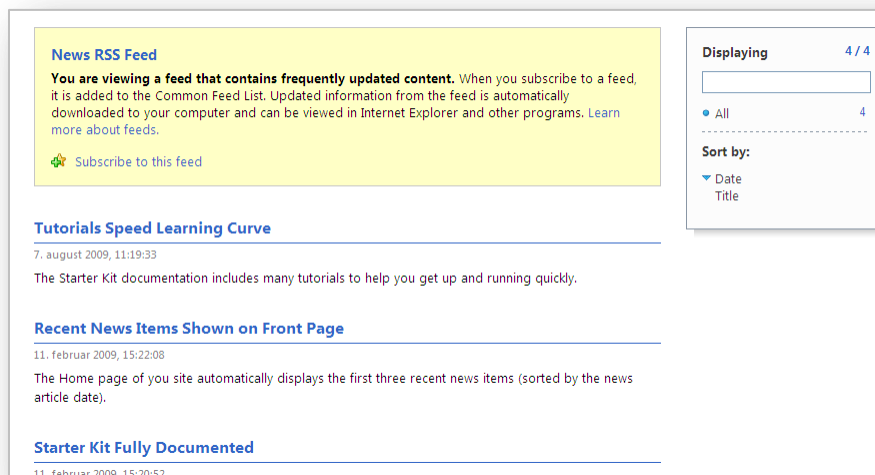 News RSS Feed
You are viewing a feed that contains frequently updated content. When you subscribe to a feed,
it is added to the Common Feed List. Updated information from the feed is automatically
downloaded to your computer and can be viewed in Internet Explorer and other programs. Learn
more about feeds.
Subscribe to this feed
Tutorials Speed Learning Curve
7. august 2009, 11:19:33
The Starter Kit documentation includes many tutorials to help you get up and running quickly.
Recent News Items Shown on Front Page
11. februar 2009, 15:22:08
The Home page of you site automatically displays the first three recent news items (sorted by the news
article date).
Starter Kit Fully Documented
11. februar 2009, 15:20:52
Displaying 4 / 4
All 4
Sort by:
Date
Title